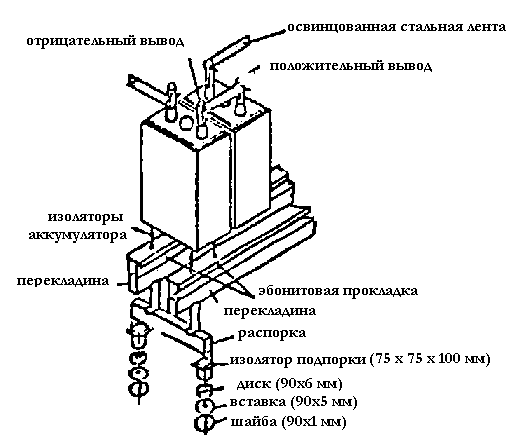 освинцованная стальная лента
отрицательный вывод
положительный вывод
изоляторы
аккумулятора
перекладина
эбонитовая прокладка
перекладина
распорка
изолятор подпорки (75 х 75 х 100 мм)
диск (90х6 мм)
вставка (90х5 мм)
шайба (90х1 мм)